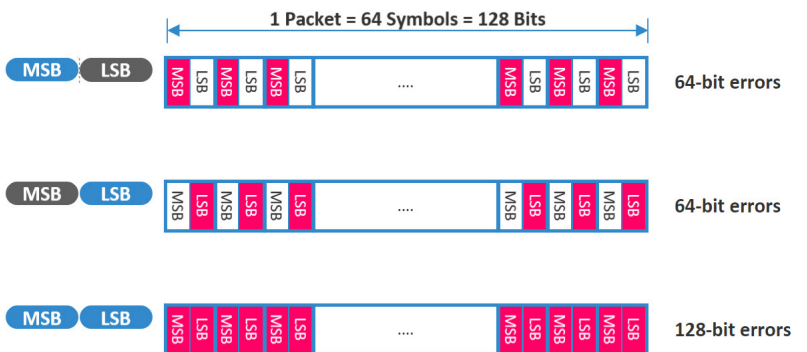 1 Packet = 64 Symbols = 128 Bits
MSB LSB MSB LSB MSB LSB MSB LSB .... MSB LSB MSB LSB MSB LSB 64-bit errors
MSB LSB MSB LSB MSB LSB MSB LSB .... MSB LSB MSB LSB MSB LSB 64-bit errors
MSB LSB MSB LSB MSB LSB MSB LSB .... MSB LSB MSB LSB MSB LSB 128-bit errors